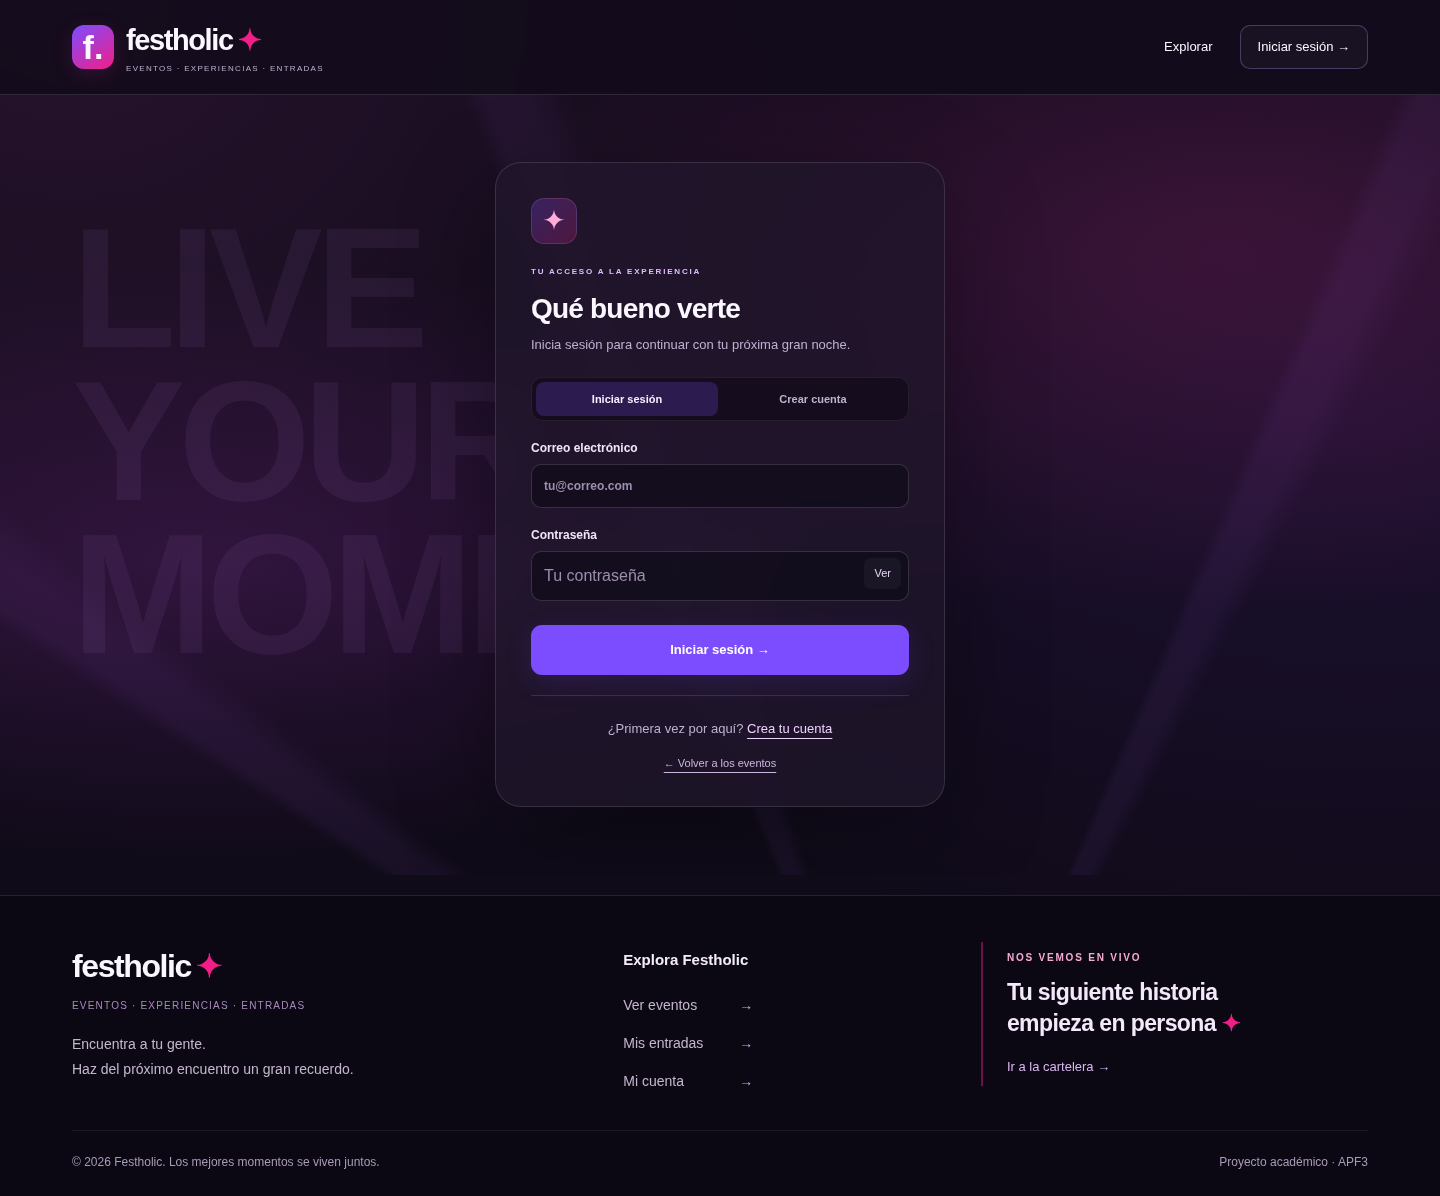 f. festholic ✦
EVENTOS · EXPERIENCIAS · ENTRADAS
Explorar
Iniciar sesión →
LIVE
YOUR
MOM
✦
TU ACCESO A LA EXPERIENCIA
Qué bueno verte
Inicia sesión para continuar con tu próxima gran noche.
Iniciar sesión
Crear cuenta
Correo electrónico
tu@correo.com
Contraseña
Tu contraseña
Ver
Iniciar sesión →
¿Primera vez por aquí? Crea tu cuenta
← Volver a los eventos
festholic ✦
EVENTOS · EXPERIENCIAS · ENTRADAS
Encuentra a tu gente.
Haz del próximo encuentro un gran recuerdo.
Explora Festholic
Ver eventos →
Mis entradas →
Mi cuenta →
NOS VEMOS EN VIVO
Tu siguiente historia
empieza en persona ✦
Ir a la cartelera →
© 2026 Festholic. Los mejores momentos se viven juntos.
Proyecto académico · APF3